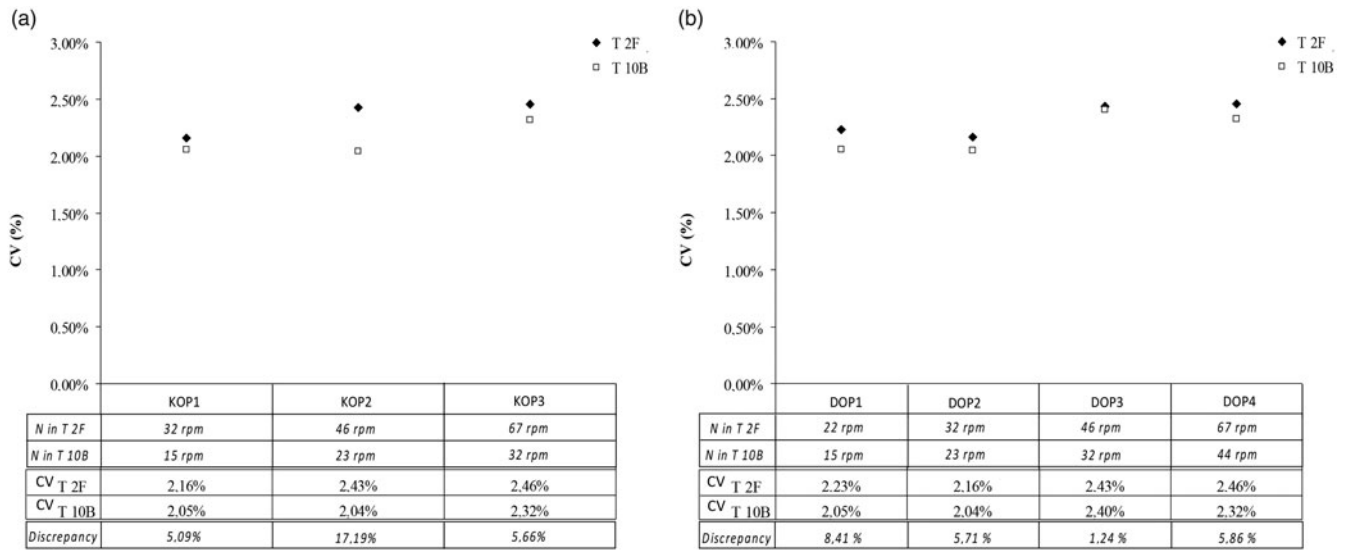 (a)
3.00%
2.50%
2.00%
1.50%
1.00%
0.50%
0.00%
CV (%)
◆ T 2F
□ T 10B
KOP1 KOP2 KOP3
N in T 2F 32 rpm 46 rpm 67 rpm
N in T 10B 15 rpm 23 rpm 32 rpm
CV T 2F 2,16% 2,43% 2,46%
CV T 10B 2,05% 2,04% 2,32%
Discrepancy 5,09% 17,19% 5,66%
(b)
3.00%
2.50%
2.00%
1.50%
1.00%
0.50%
0.00%
CV (%)
◆ T 2F
□ T 10B
DOP1 DOP2 DOP3 DOP4
N in T 2F 22 rpm 32 rpm 46 rpm 67 rpm
N in T 10B 15 rpm 23 rpm 32 rpm 44 rpm
CV T 2F 2.23% 2.16% 2.43% 2.46%
CV T 10B 2.05% 2.04% 2,40% 2.32%
Discrepancy 8,41 % 5,71 % 1,24 % 5,86 %